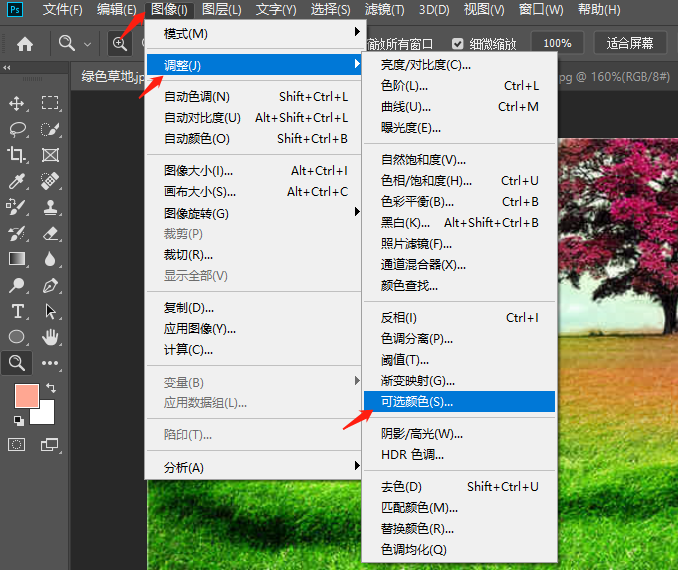 Ps 文件(F) 编辑(E) 图像(I) 图层(L) 文字(Y) 选择(S) 滤镜(T) 3D(D) 视图(V) 窗口(W) 帮助(H)
缩放所有窗口 细微缩放 100% 适合屏幕
绿色草地.jp
pg @ 160%(RGB/8#)
模式(M)
调整(J)
自动色调(N) Shift+Ctrl+L
自动对比度(U) Alt+Shift+Ctrl+L
自动颜色(O) Shift+Ctrl+B
图像大小(I)... Alt+Ctrl+I
画布大小(S)... Alt+Ctrl+C
图像旋转(G)
裁剪(P)
裁切(R)...
显示全部(V)
复制(D)...
应用图像(Y)...
计算(C)...
变量(B)
应用数据组(L)...
陷印(T)...
分析(A)
亮度/对比度(C)...
色阶(L)... Ctrl+L
曲线(U)... Ctrl+M
曝光度(E)...
自然饱和度(V)...
色相/饱和度(H)... Ctrl+U
色彩平衡(B)... Ctrl+B
黑白(K)... Alt+Shift+Ctrl+B
照片滤镜(F)...
通道混合器(X)...
颜色查找...
反相(I) Ctrl+I
色调分离(P)...
阈值(T)...
渐变映射(G)...
可选颜色(S)...
阴影/高光(W)...
HDR 色调...
去色(D) Shift+Ctrl+U
匹配颜色(M)...
替换颜色(R)...
色调均化(Q)